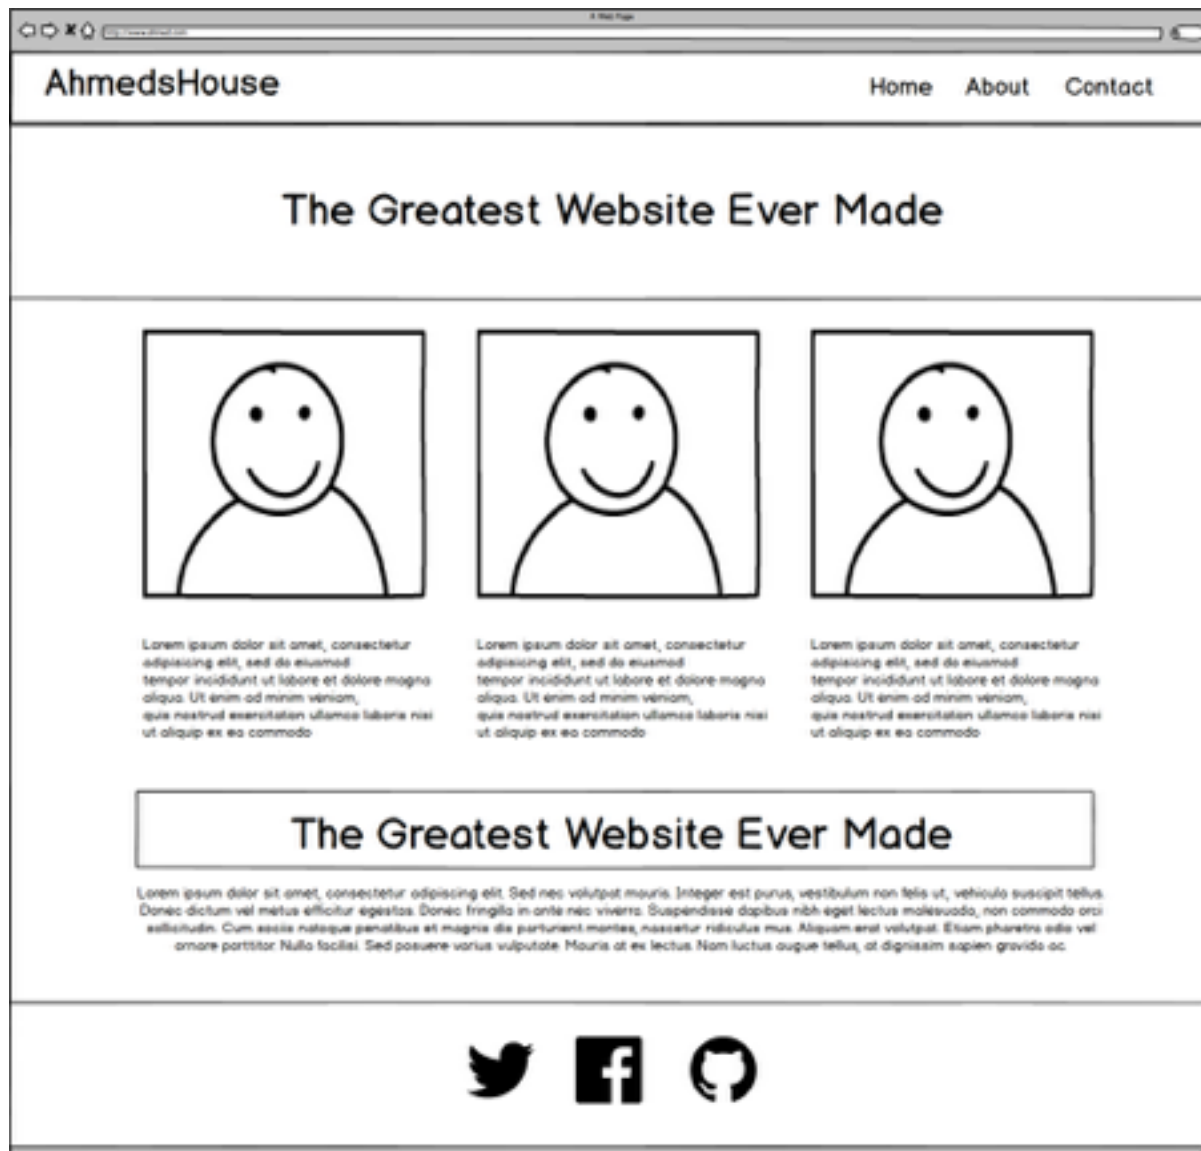 A Web Page
http://www.ahmed.com
AhmedsHouse
Home About Contact
The Greatest Website Ever Made
Lorem ipsum dolor sit amet, consectetur
adipisicing elit, sed do eiusmod
tempor incididunt ut labore et dolore magna
aliqua. Ut enim ad minim veniam,
quis nostrud exercitation ullamco laboris nisi
ut aliquip ex ea commodo
Lorem ipsum dolor sit amet, consectetur
adipisicing elit, sed do eiusmod
tempor incididunt ut labore et dolore magna
aliqua. Ut enim ad minim veniam,
quis nostrud exercitation ullamco laboris nisi
ut aliquip ex ea commodo
Lorem ipsum dolor sit amet, consectetur
adipisicing elit, sed do eiusmod
tempor incididunt ut labore et dolore magna
aliqua. Ut enim ad minim veniam,
quis nostrud exercitation ullamco laboris nisi
ut aliquip ex ea commodo
The Greatest Website Ever Made
Lorem ipsum dolor sit amet, consectetur adipiscing elit. Sed nec volutpat mauris. Integer est purus, vestibulum non felis ut, vehicula suscipit tellus.
Donec dictum vel metus efficitur egestas. Donec fringilla in ante nec viverra. Suspendisse dapibus nibh eget lectus malesuada, non commodo orci
sollicitudin. Cum sociis natoque penatibus et magnis dis parturient montes, nascetur ridiculus mus. Aliquam erat volutpat. Etiam pharetra odio vel
ornare porttitor. Nulla facilisi. Sed posuere varius vulputate. Mauris at ex lectus. Nam luctus augue tellus, at dignissim sapien gravida ac.